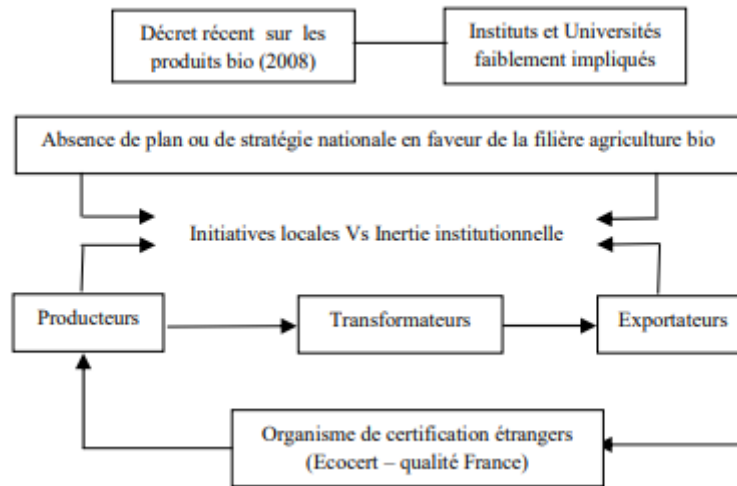 Décret récent sur les
produits bio (2008)
Instituts et Universités
faiblement impliqués
Absence de plan ou de stratégie nationale en faveur de la filière agriculture bio
Initiatives locales Vs Inertie institutionnelle
Producteurs
Transformateurs
Exportateurs
Organisme de certification étrangers
(Ecocert – qualité France)